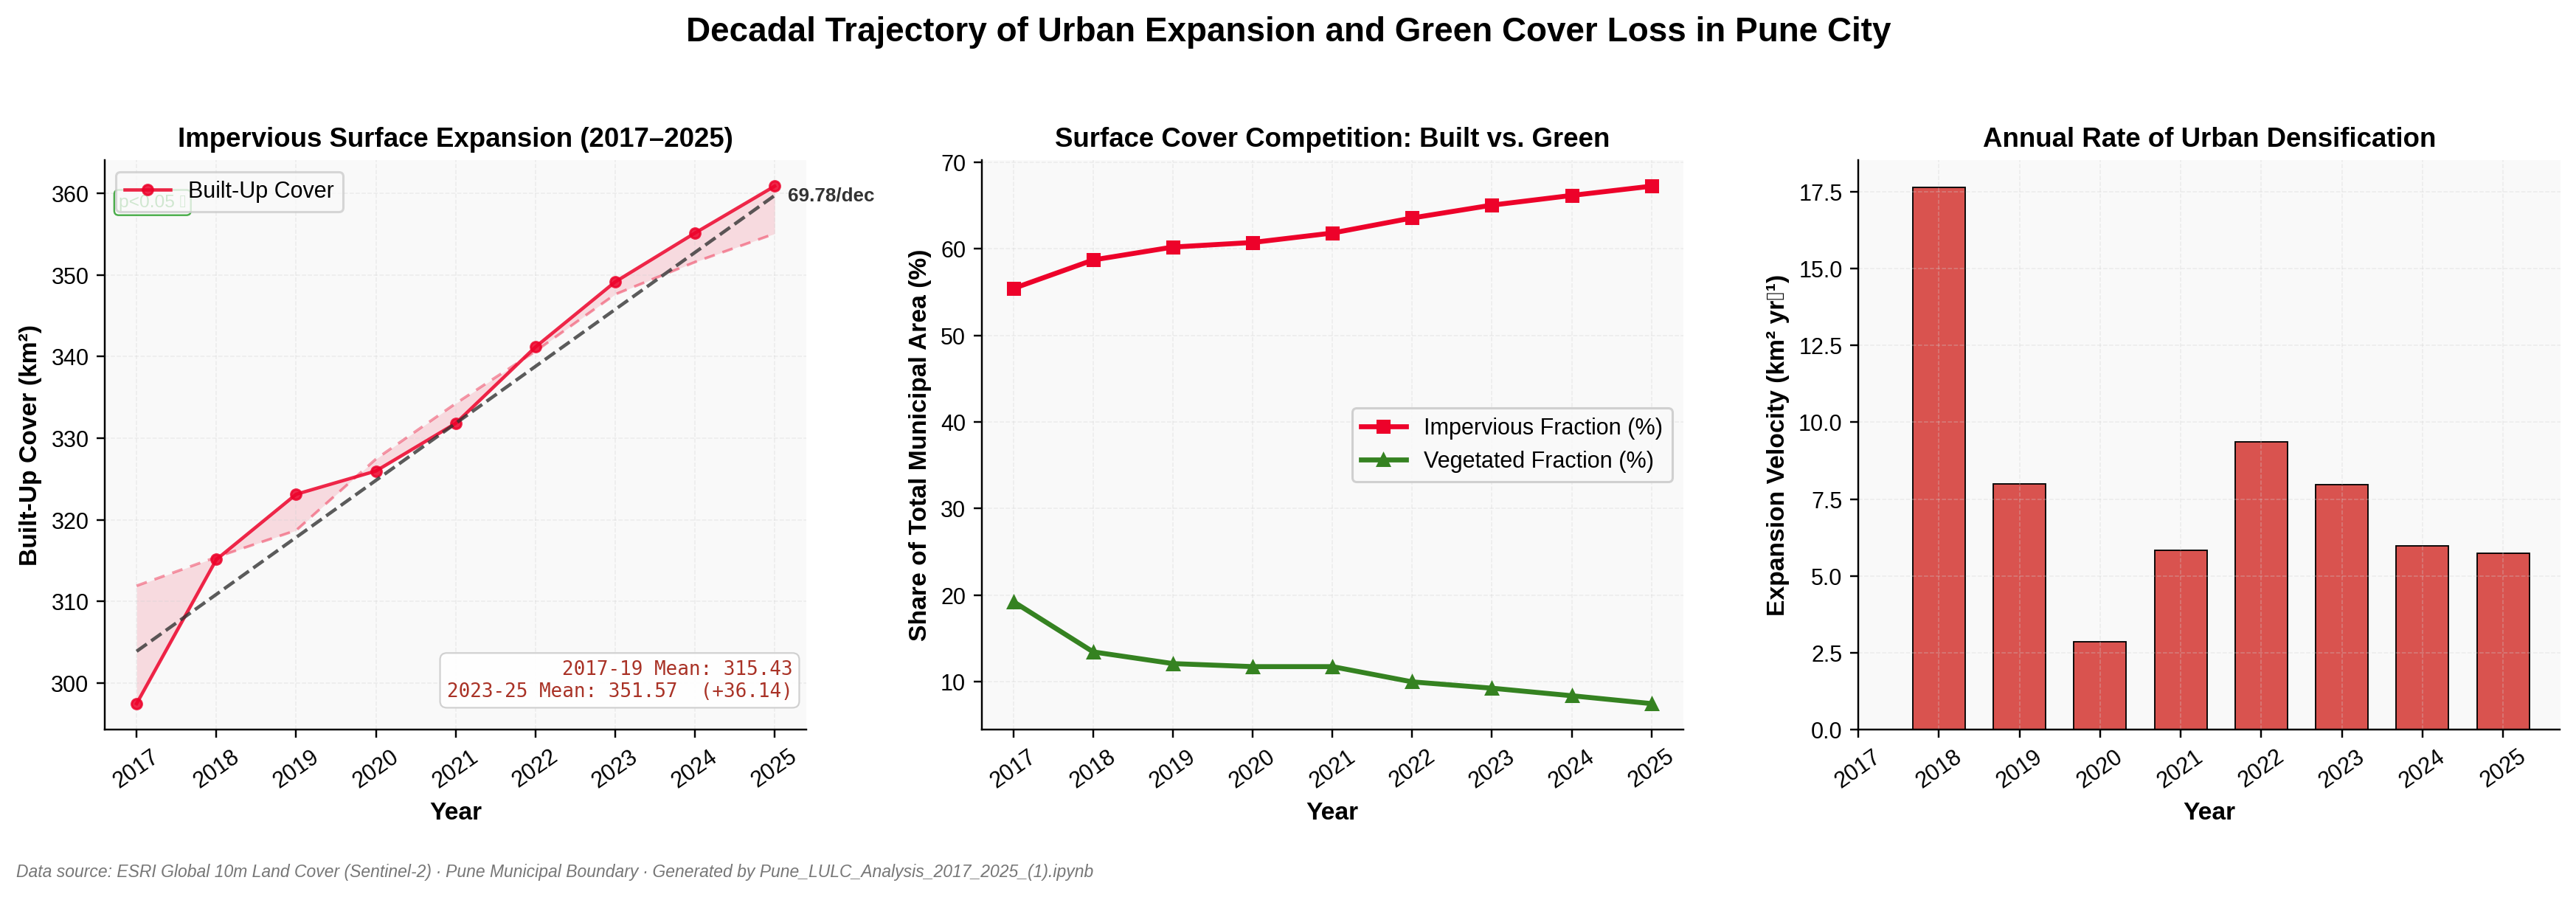 Decadal Trajectory of Urban Expansion and Green Cover Loss in Pune City
Impervious Surface Expansion (2017–2025)
Built-Up Cover (km²)
360
350
340
330
320
310
300
Built-Up Cover
p<0.05
69.78/dec
2017-19 Mean: 315.43
2023-25 Mean: 351.57 (+36.14)
2017
2018
2019
2020
2021
2022
2023
2024
2025
Year
Surface Cover Competition: Built vs. Green
Share of Total Municipal Area (%)
70
60
50
40
30
20
10
Impervious Fraction (%)
Vegetated Fraction (%)
2017
2018
2019
2020
2021
2022
2023
2024
2025
Year
Annual Rate of Urban Densification
Expansion Velocity (km² yr▯¹)
17.5
15.0
12.5
10.0
7.5
5.0
2.5
0.0
2017
2018
2019
2020
2021
2022
2023
2024
2025
Year
Data source: ESRI Global 10m Land Cover (Sentinel-2) · Pune Municipal Boundary · Generated by Pune_LULC_Analysis_2017_2025_(1).ipynb